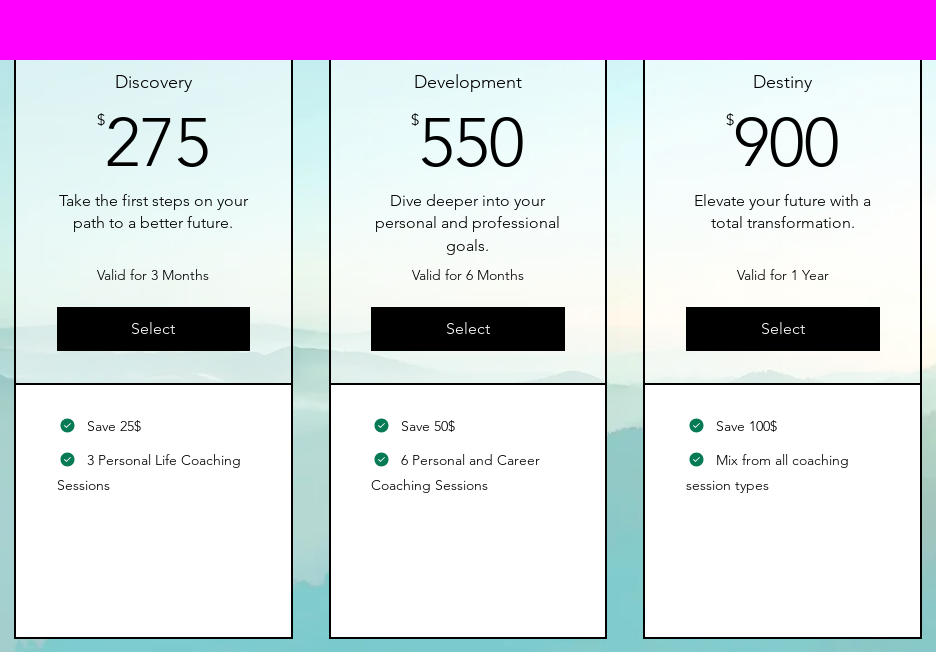 Discovery
$275
Take the first steps on your
path to a better future.
Valid for 3 Months
Select
Save 25$
3 Personal Life Coaching
Sessions
Development
$550
Dive deeper into your
personal and professional
goals.
Valid for 6 Months
Select
Save 50$
6 Personal and Career
Coaching Sessions
Destiny
$900
Elevate your future with a
total transformation.
Valid for 1 Year
Select
Save 100$
Mix from all coaching
session types